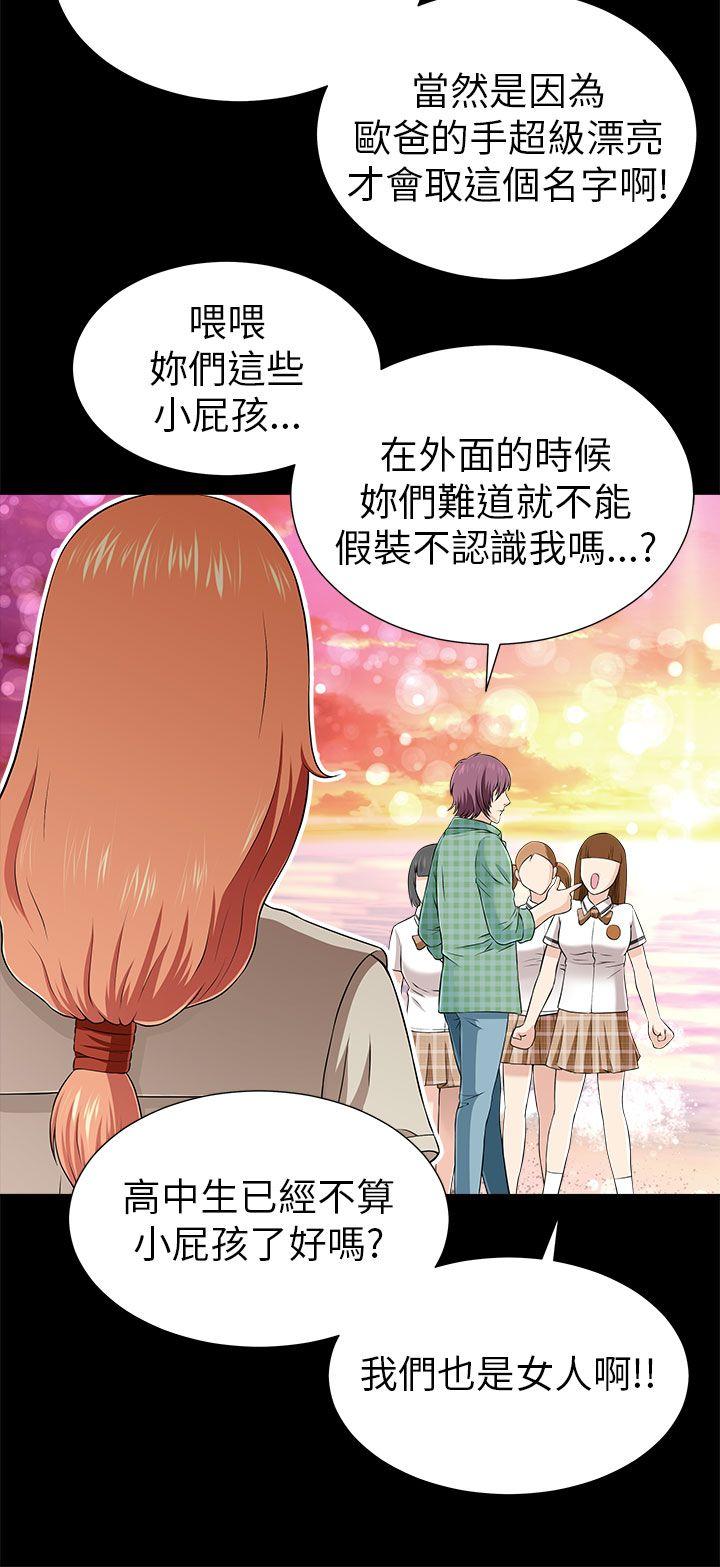 當然是因為
歐爸的手超級漂亮
才會取這個名字啊!
喂喂
妳們這些
小屁孩...
在外面的時候
妳們難道就不能
假裝不認識我嗎...?
高中生已經不算
小屁孩了好嗎?
我們也是女人啊!!